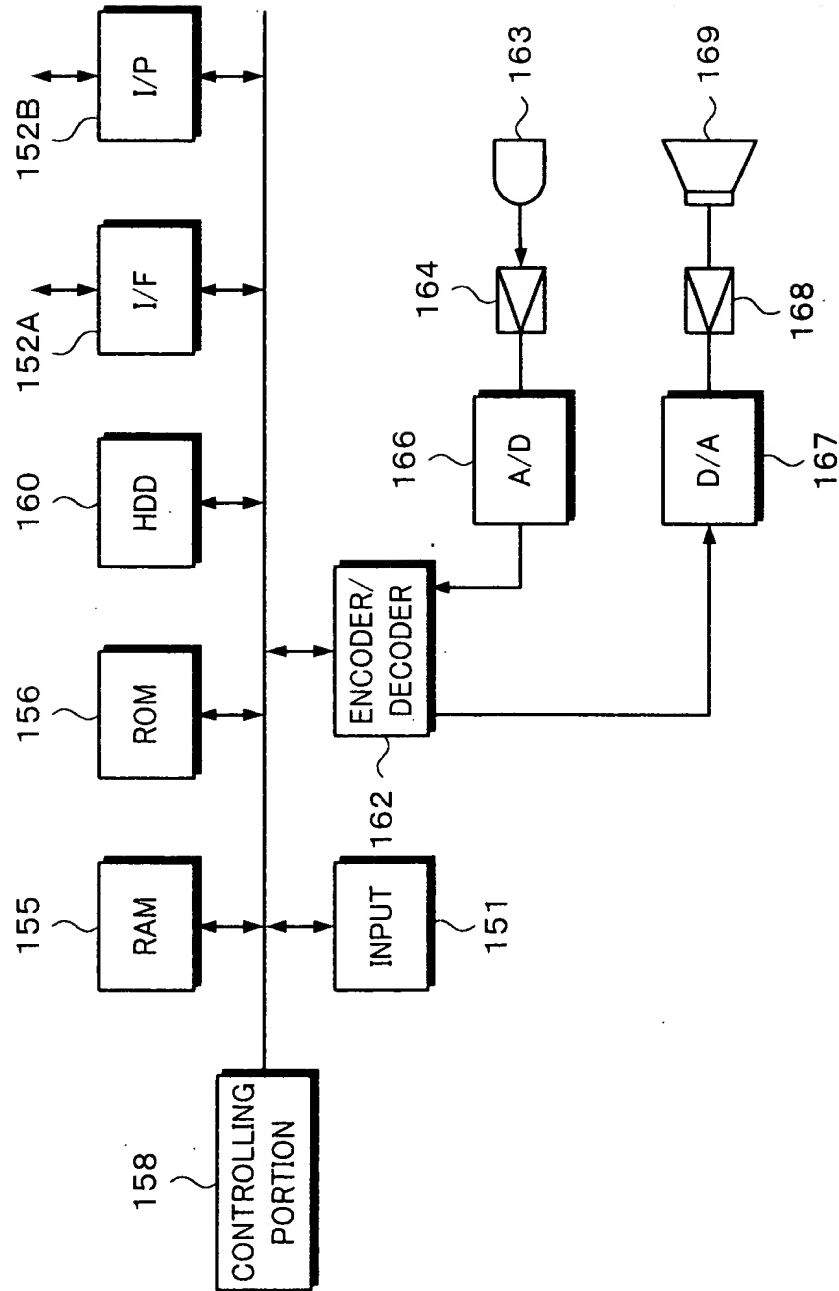 158
CONTROLLING
PORTION
155
RAM
156
ROM
160
HDD
152A
I/F
152B
I/P
INPUT
151
ENCODER/
DECODER
162
166
A/D
164
163
D/A
167
168
169